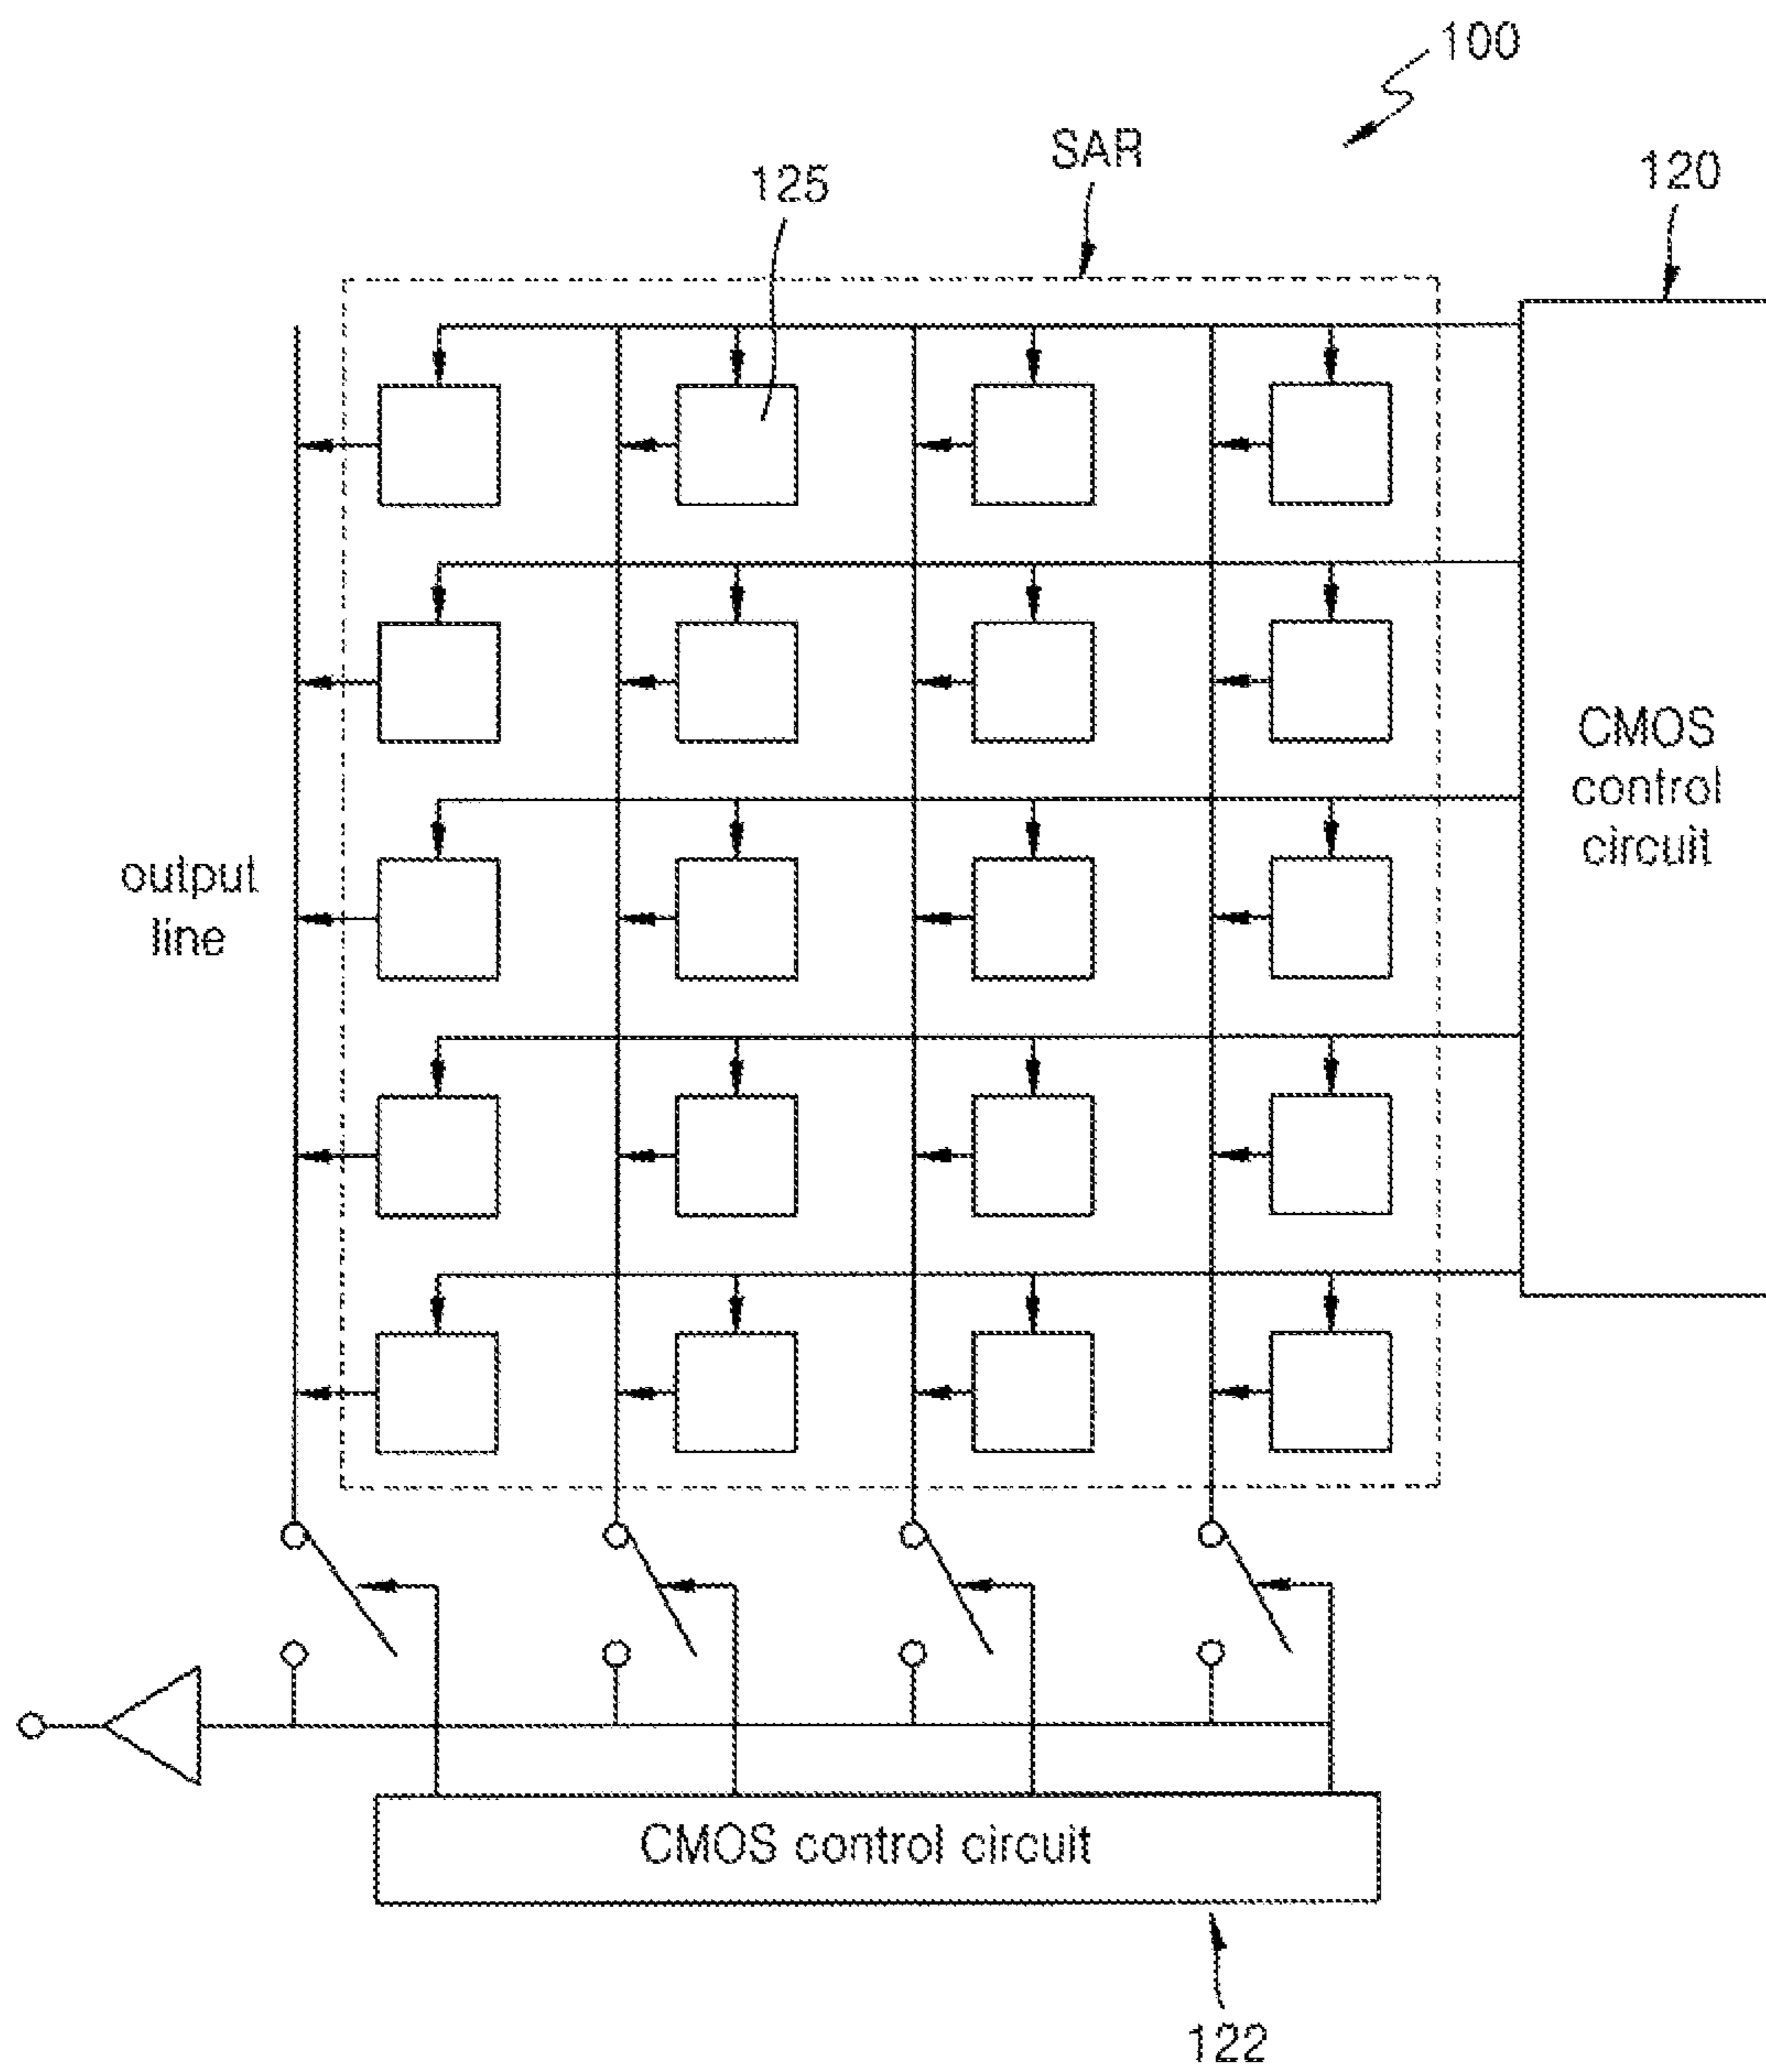 100
SAR
120
125
CMOS
control
circuit
output
line
CMOS control circuit
122